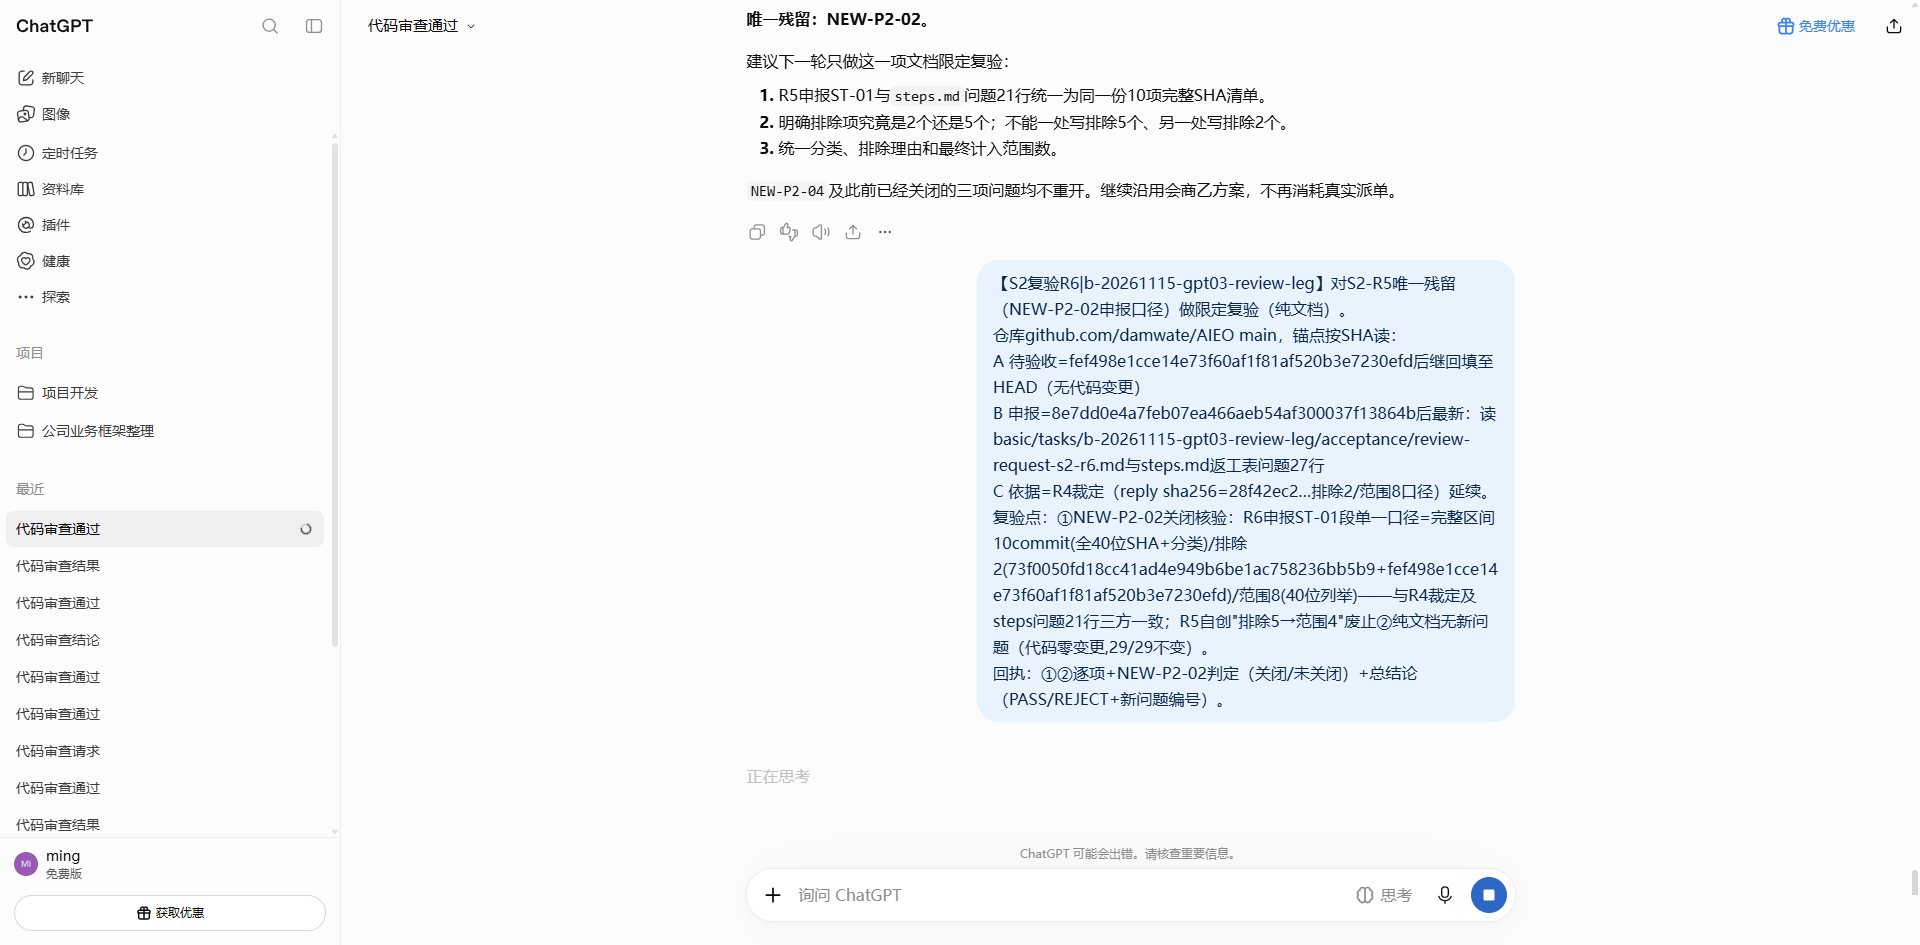 ChatGPT
新聊天
图像
定时任务
资料库
插件
健康
探索
项目
项目开发
公司业务框架整理
最近
代码审查通过
代码审查结果
代码审查通过
代码审查结论
代码审查通过
代码审查通过
代码审查请求
代码审查通过
代码审查结果
MI
ming
免费版
获取优惠
代码审查通过
免费优惠
唯一残留：NEW-P2-02。
建议下一轮只做这一项文档限定复验：
1. R5申报ST-01与 steps.md 问题21行统一为同一份10项完整SHA清单。
2. 明确排除项究竟是2个还是5个；不能一处写排除5个、另一处写排除2个。
3. 统一分类、排除理由和最终计入范围数。
NEW-P2-04 及此前已经关闭的三项问题均不重开。继续沿用会商乙方案，不再消耗真实派单。
【S2复验R6|b-20261115-gpt03-review-leg】对S2-R5唯一残留
（NEW-P2-02申报口径）做限定复验（纯文档）。
仓库github.com/damwate/AIEO main，锚点按SHA读：
A 待验收=fef498e1cce14e73f60af1f81af520b3e7230efd后继回填至
HEAD（无代码变更）
B 申报=8e7dd0e4a7feb07ea466aeb54af300037f13864b后最新：读
basic/tasks/b-20261115-gpt03-review-leg/acceptance/review-
request-s2-r6.md与steps.md返工表问题27行
C 依据=R4裁定（reply sha256=28f42ec2...排除2/范围8口径）延续。
复验点：①NEW-P2-02关闭核验：R6申报ST-01段单一口径=完整区间
10commit(全40位SHA+分类)/排除
2(73f0050fd18cc41ad4e949b6be1ac758236bb5b9+fef498e1cce14
e73f60af1f81af520b3e7230efd)/范围8(40位列举)——与R4裁定及
steps问题21行三方一致；R5自创"排除5→范围4"废止②纯文档无新问
题（代码零变更,29/29不变）。
回执：①②逐项+NEW-P2-02判定（关闭/未关闭）+总结论
（PASS/REJECT+新问题编号）。
正在思考
ChatGPT 可能会出错。请核查重要信息。
询问 ChatGPT
思考